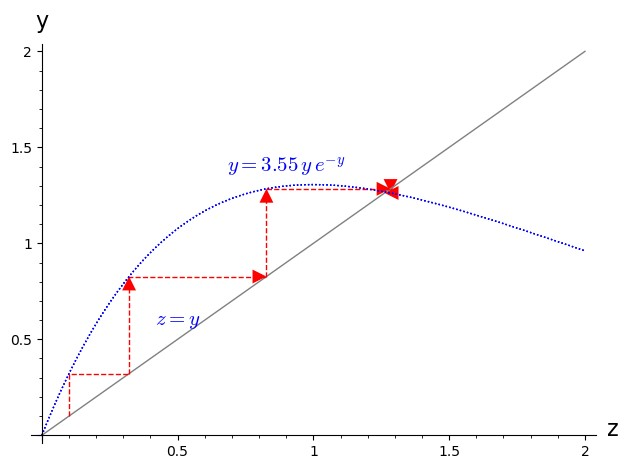 y
2
1.5
y = 3.55 y e^{-y}
1
z = y
0.5
0.5 1 1.5 2
z